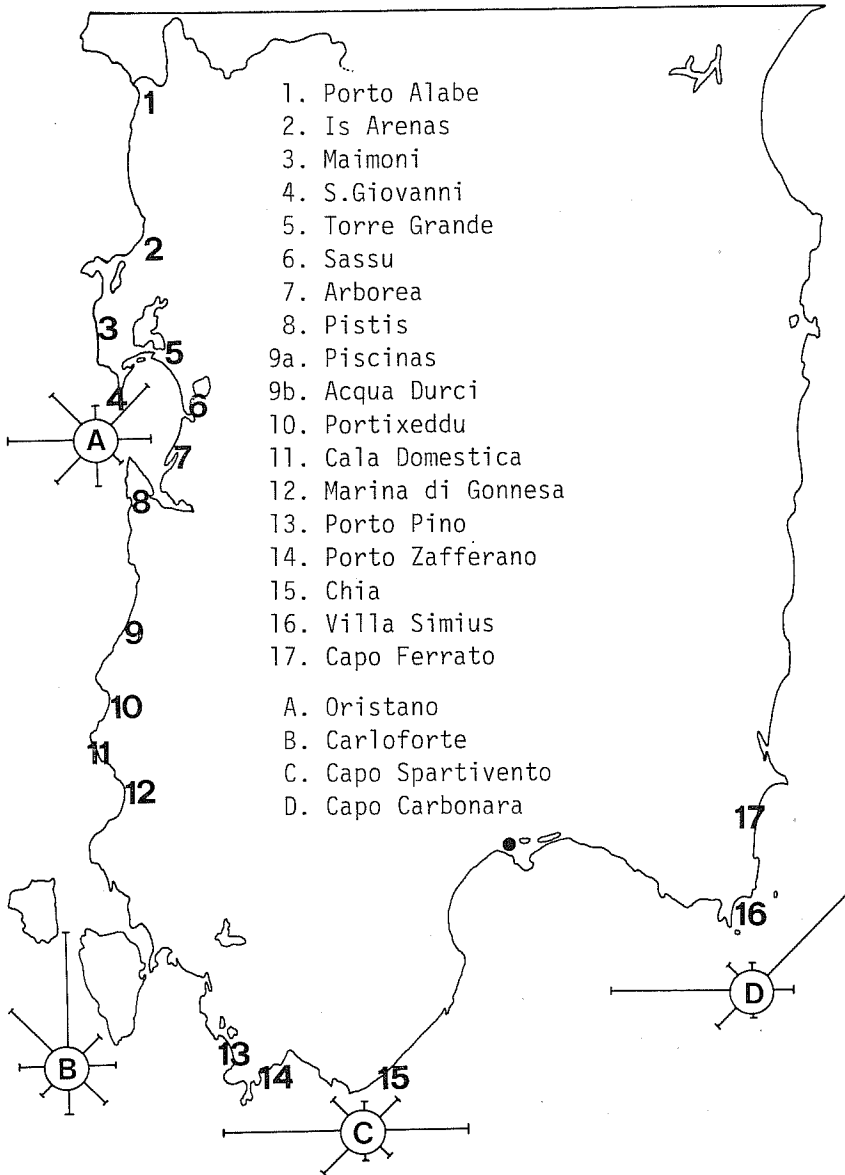 1. Porto Alabe
2. Is Arenas
3. Maimoni
4. S.Giovanni
5. Torre Grande
6. Sassu
7. Arborea
8. Pistis
9a. Piscinas
9b. Acqua Durci
10. Portixeddu
11. Cala Domestica
12. Marina di Gonnesa
13. Porto Pino
14. Porto Zafferano
15. Chia
16. Villa Simius
17. Capo Ferrato
A. Oristano
B. Carloforte
C. Capo Spartivento
D. Capo Carbonara
1
2
3
5
4
6
A
7
8
9
10
11
12
17
16
D
13
B
14
15
C